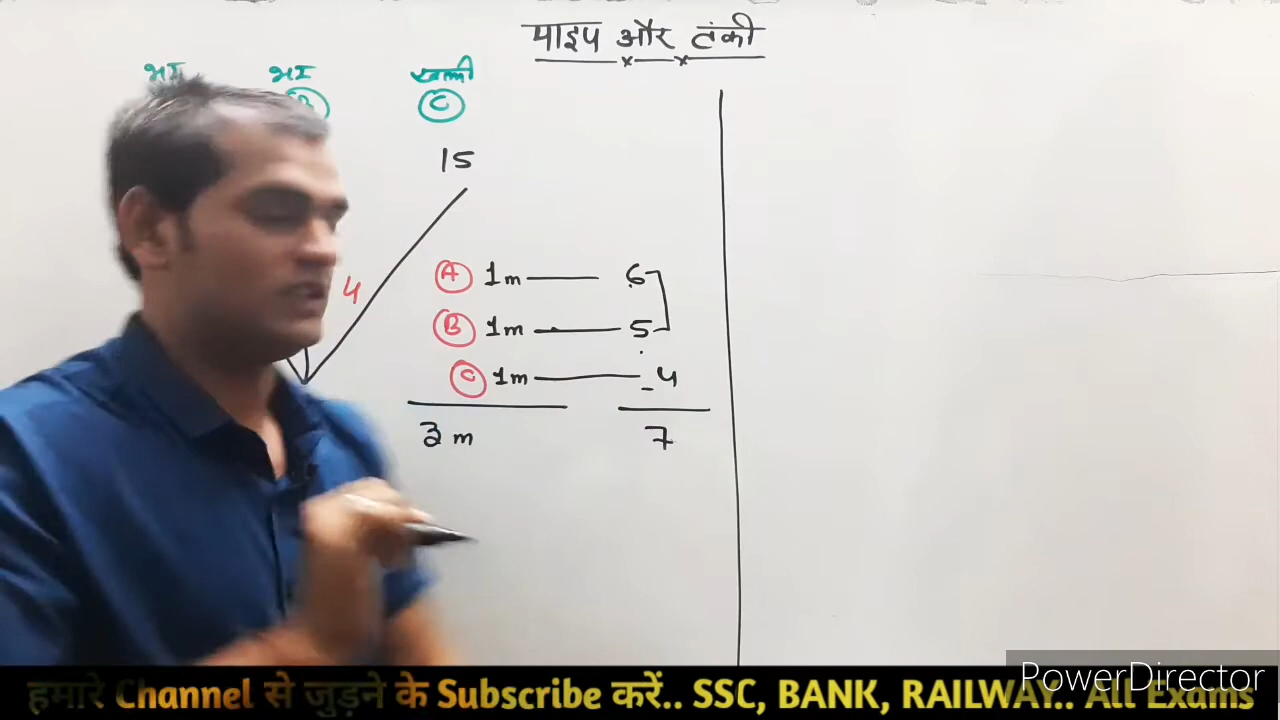 पाइप और टंकी
भरा भरा खाली
B C
15
4
A 1m 6
B 1m 5
C 1m -4
3m 7
हमारे Channel से जुड़ने के Subscribe करें.. SSC, BANK, RAILWAY.. All Exams
PowerDirector